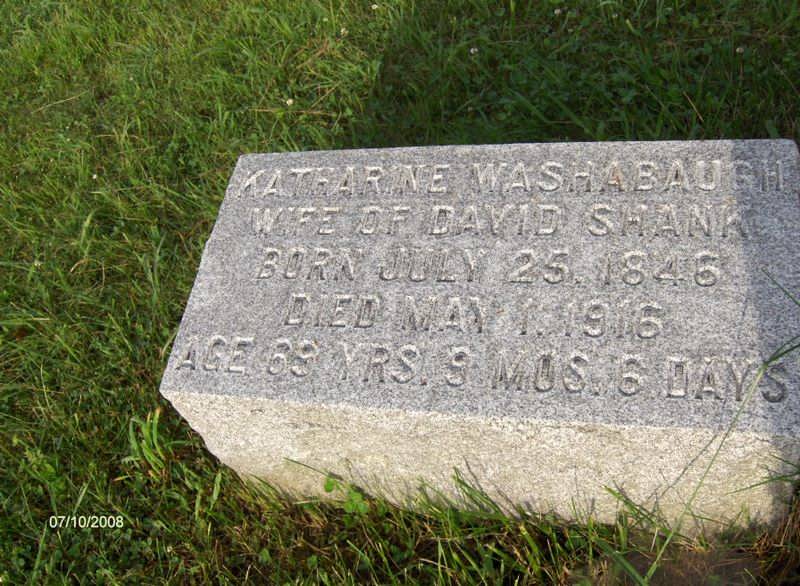 KATHARINE WASHABAUGH
WIFE OF DAVID SHANK
BORN JULY 25, 1846
DIED MAY 1, 1916
AGE 69 YRS. 9 MOS. 6 DAYS
07/10/2008